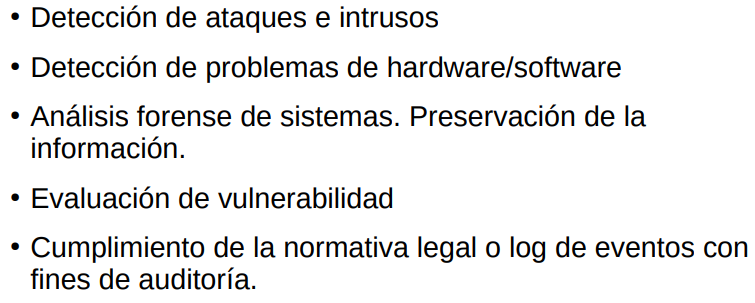 • Detección de ataques e intrusos
• Detección de problemas de hardware/software
• Análisis forense de sistemas. Preservación de la
información.
• Evaluación de vulnerabilidad
• Cumplimiento de la normativa legal o log de eventos con
fines de auditoría.